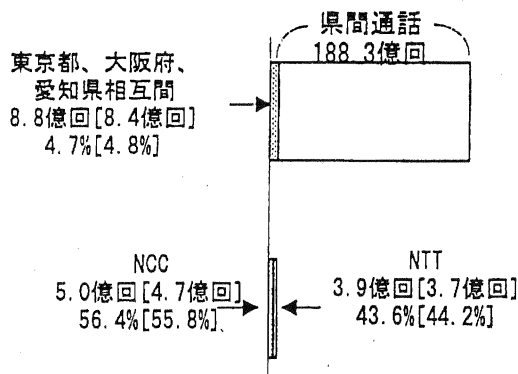 県間通話
188.3億回
東京都、大阪府、
愛知県相互間
8.8億回[8.4億回]
4.7%[4.8%]
NCC
5.0億回[4.7億回]
56.4%[55.8%]
NTT
3.9億回[3.7億回]
43.6%[44.2%]